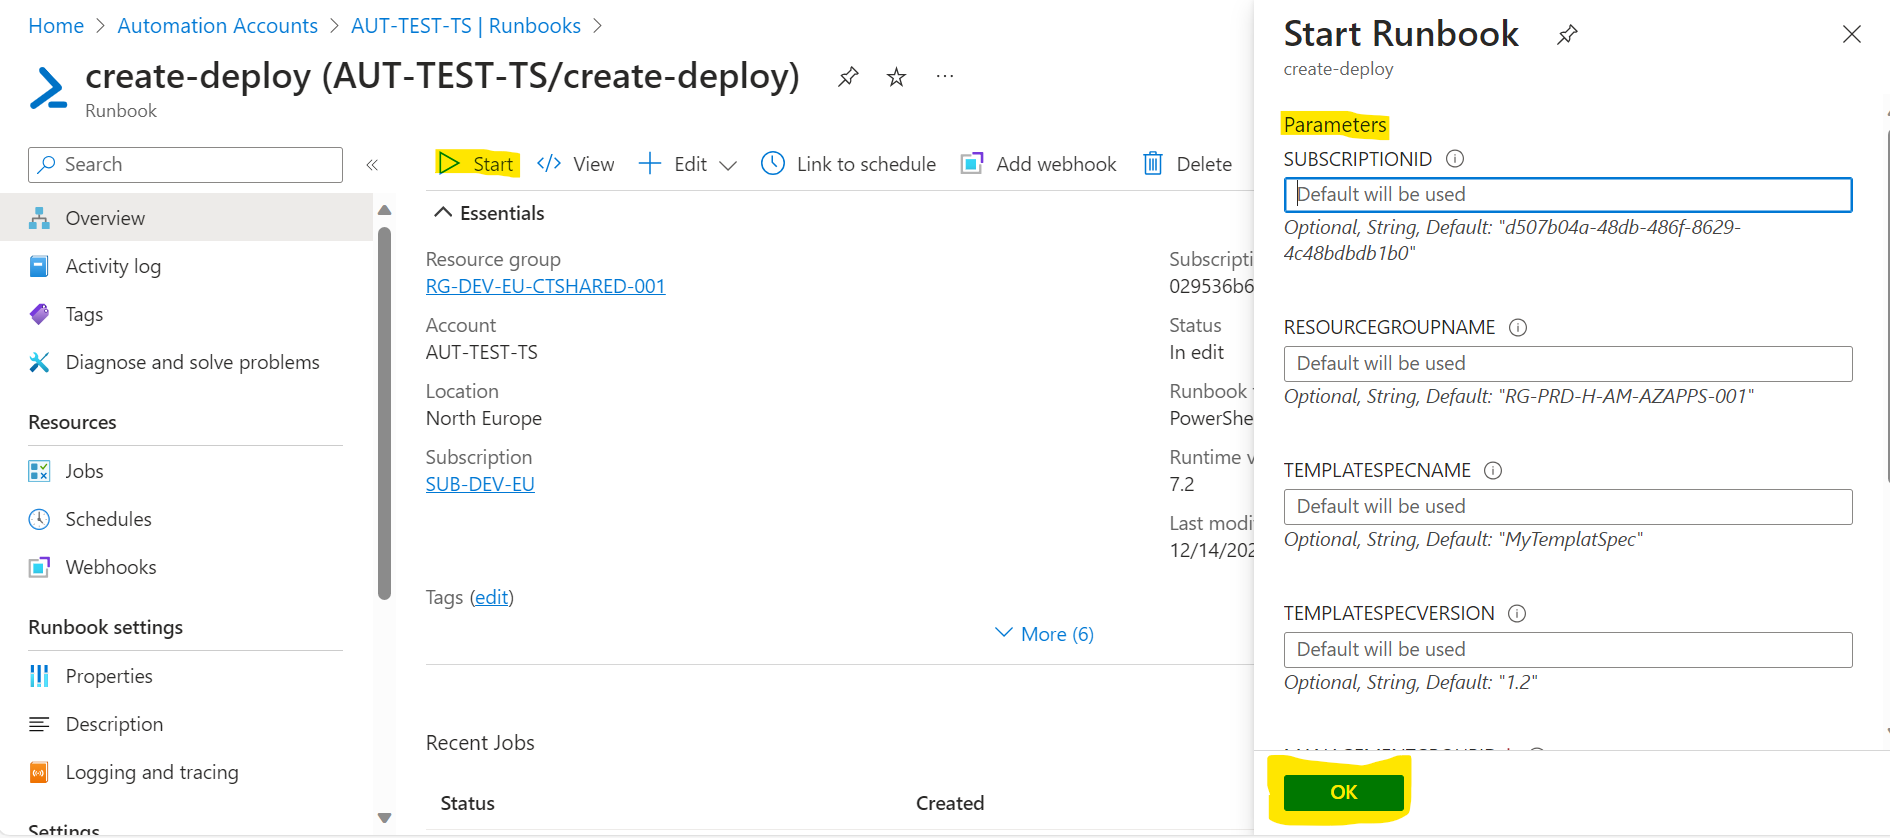 Home > Automation Accounts > AUT-TEST-TS | Runbooks >
create-deploy (AUT-TEST-TS/create-deploy)
Runbook
Search
Overview
Activity log
Tags
Diagnose and solve problems
Resources
Jobs
Schedules
Webhooks
Runbook settings
Properties
Description
Logging and tracing
Settings
Start
View
Edit
Link to schedule
Add webhook
Delete
Essentials
Resource group
RG-DEV-EU-CTSHARED-001
Account
AUT-TEST-TS
Location
North Europe
Subscription
SUB-DEV-EU
Subscripti
029536b6
Status
In edit
Runbook
PowerShe
Runtime v
7.2
Last modi
12/14/202
Tags (edit)
More (6)
Recent Jobs
Status Created
Start Runbook
create-deploy
Parameters
SUBSCRIPTIONID
Default will be used
Optional, String, Default: "d507b04a-48db-486f-8629-
4c48bdbdb1b0"
RESOURCEGROUPNAME
Default will be used
Optional, String, Default: "RG-PRD-H-AM-AZAPPS-001"
TEMPLATESPECNAME
Default will be used
Optional, String, Default: "MyTemplatSpec"
TEMPLATESPECVERSION
Default will be used
Optional, String, Default: "1.2"
OK